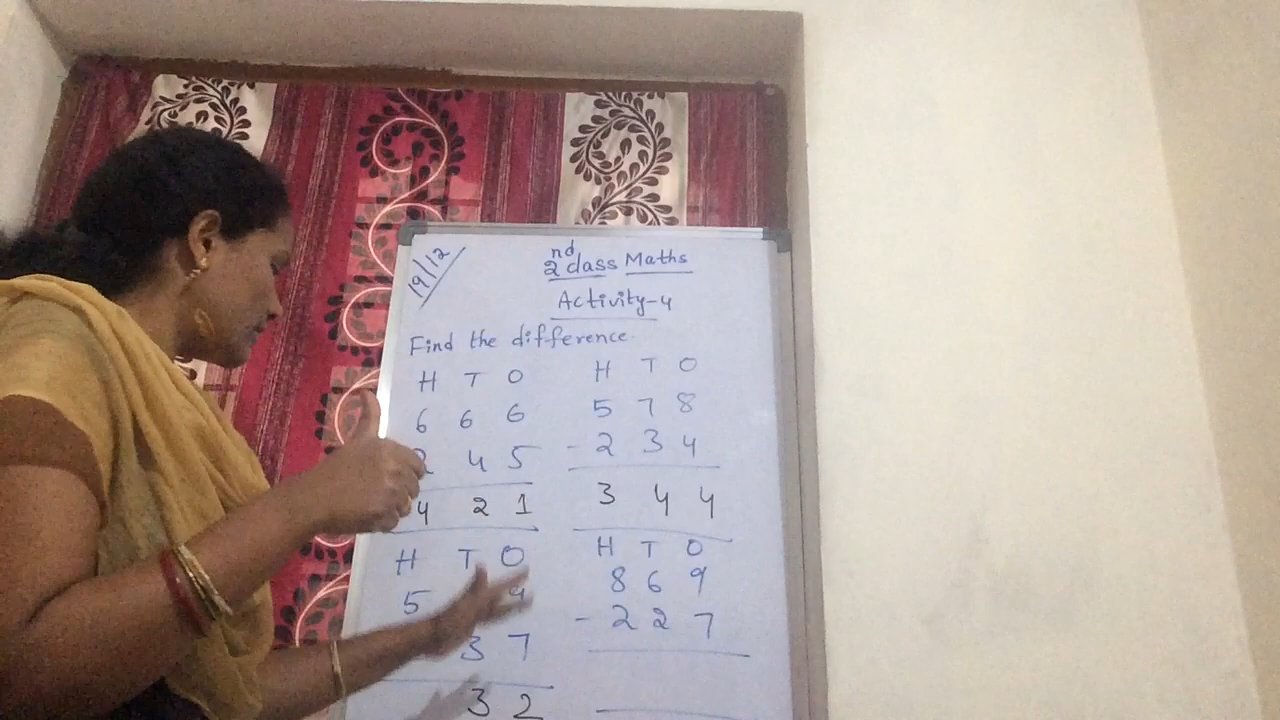 19/12
2nd class Maths
Activity-4
Find the difference.
H T O
6 6 6
2 4 5
4 2 1
H T O
5 7 8
- 2 3 4
3 4 4
H T O
5 9
3 7
3 2
H T O
8 6 9
- 2 2 7